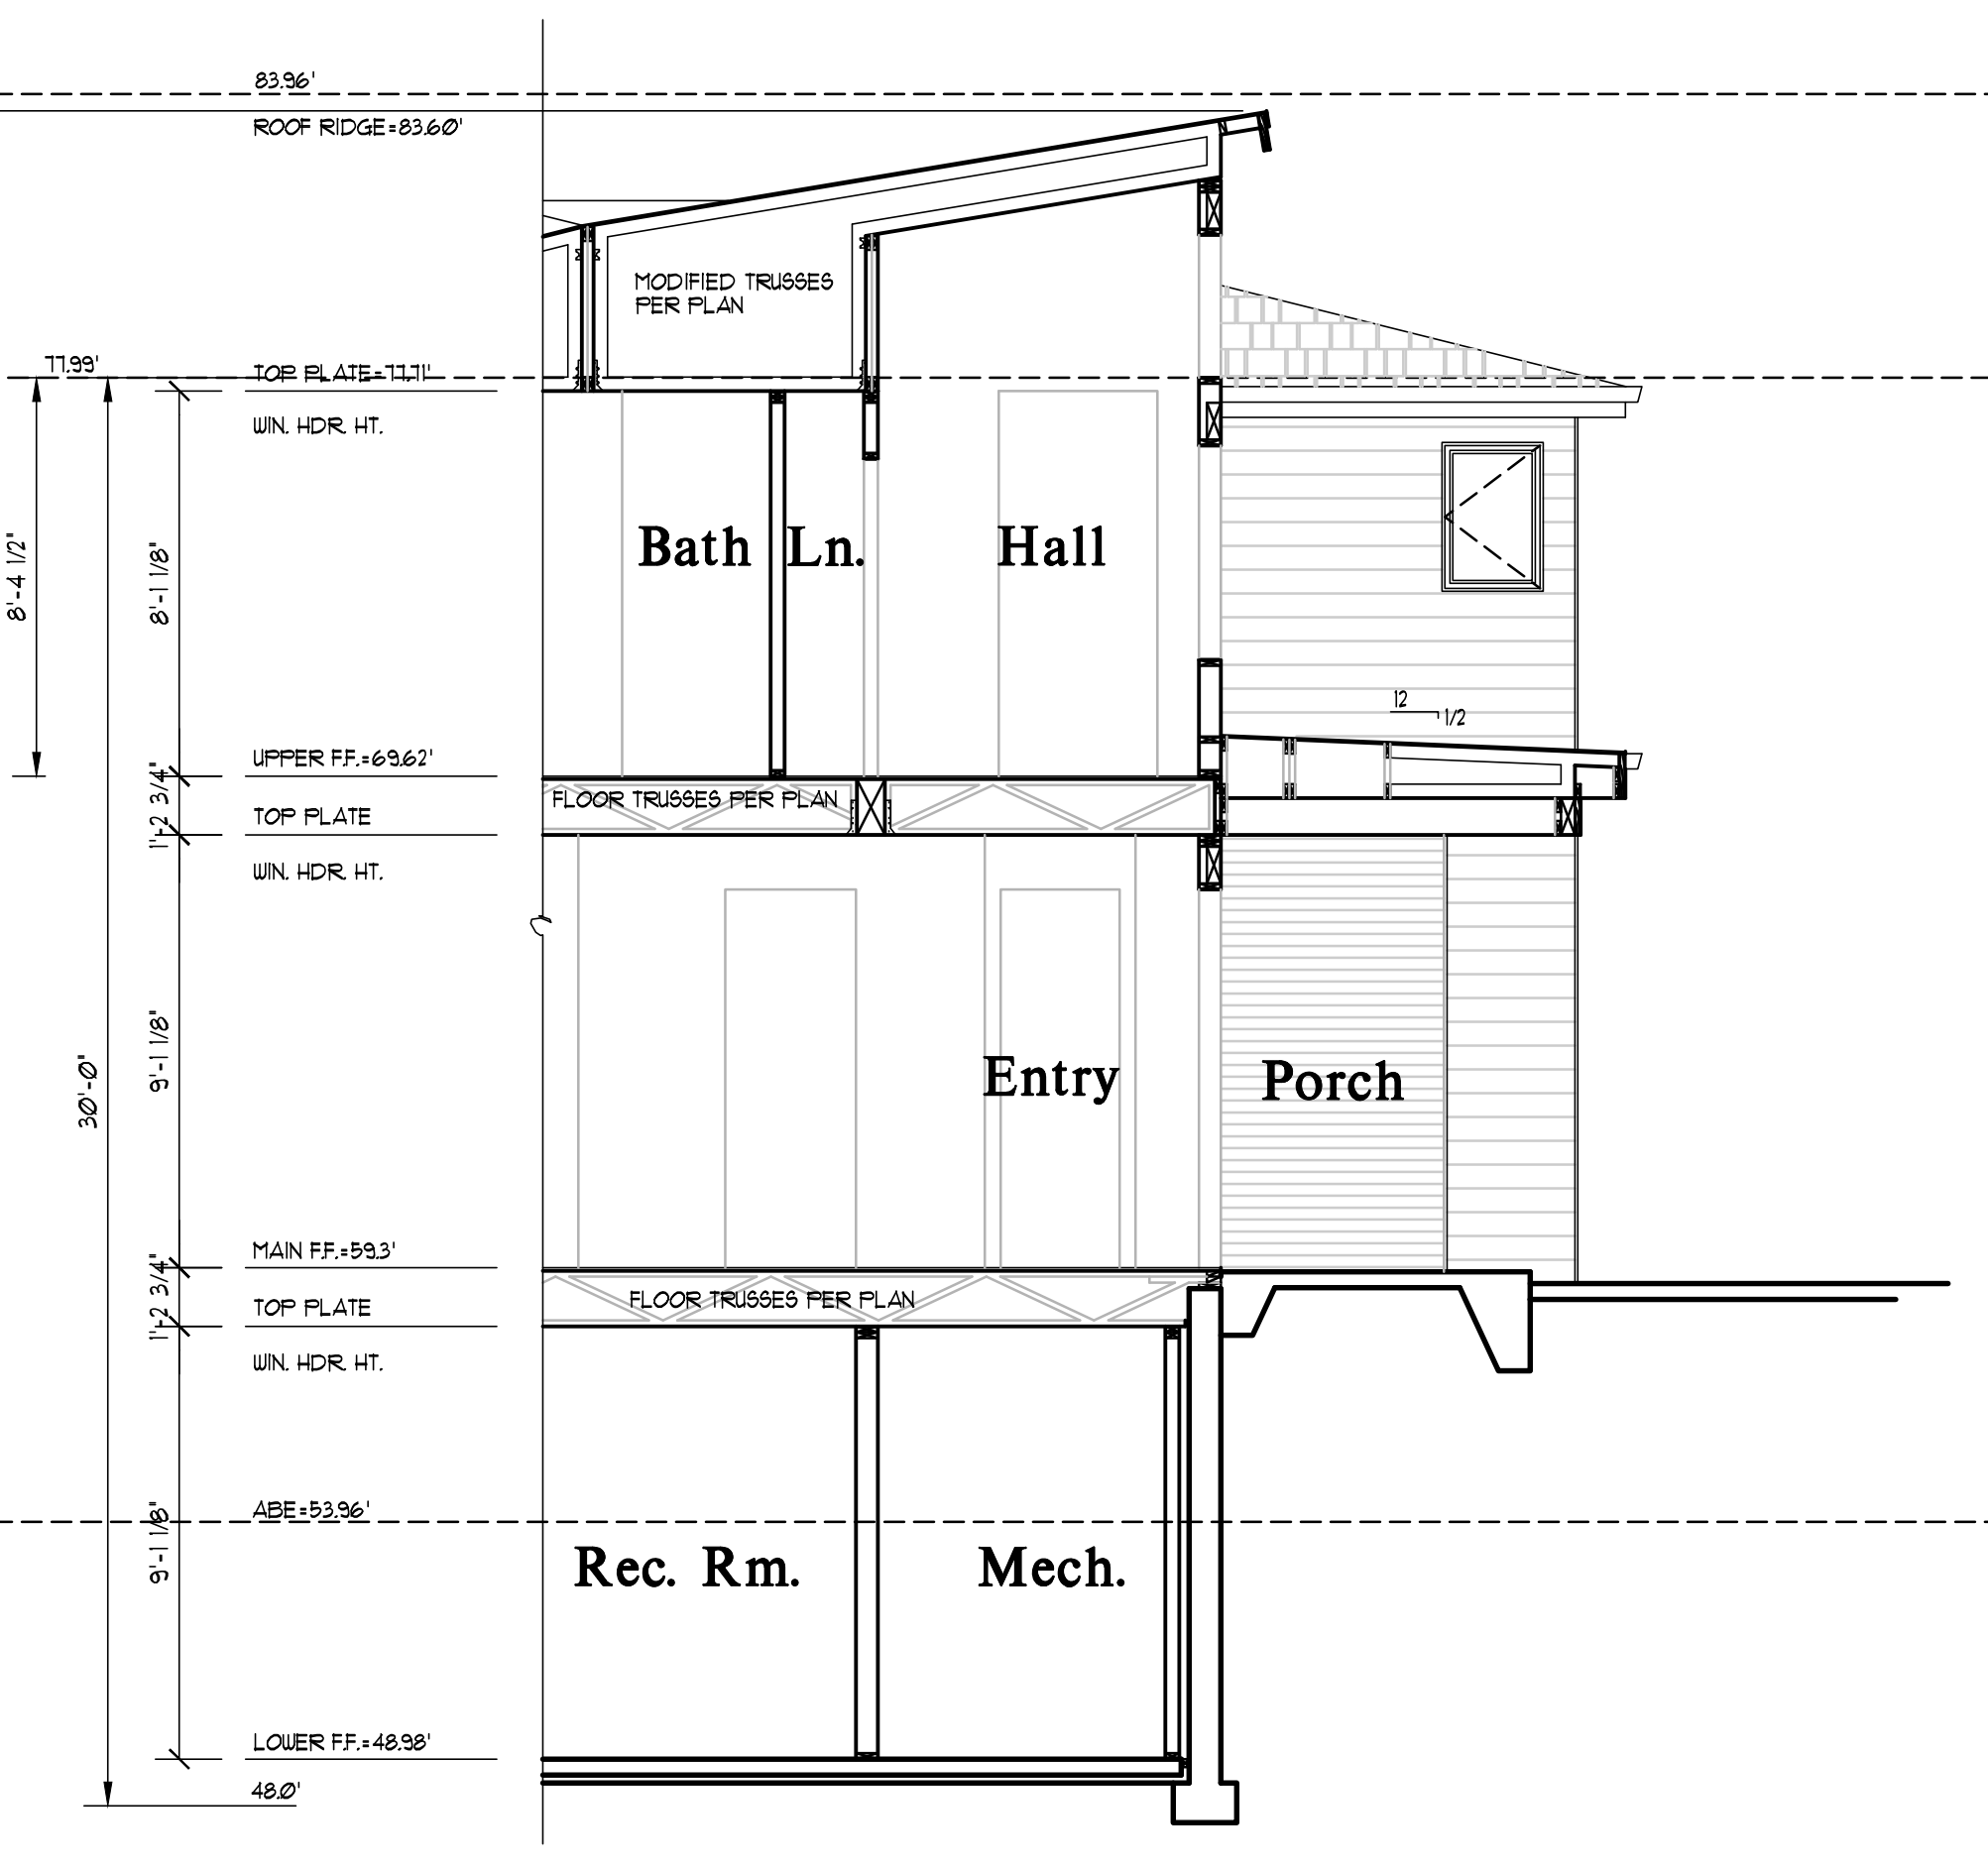 83.96'
ROOF RIDGE=83.60'
MODIFIED TRUSSES
PER PLAN
77.99'
TOP PLATE=77.71'
WIN. HDR. HT.
8'-4 1/2"
8'-1 1/8"
Bath
Ln.
Hall
12
1/2
UPPER F.F.=69.62'
1'-2 3/4"
FLOOR TRUSSES PER PLAN
TOP PLATE
WIN. HDR. HT.
9'-1 1/8"
30'-0"
Entry
Porch
MAIN F.F.=59.3'
1'-2 3/4"
FLOOR TRUSSES PER PLAN
TOP PLATE
WIN. HDR. HT.
ABE=53.96'
9'-1 1/8"
Rec. Rm.
Mech.
LOWER F.F.=48.98'
48.0'